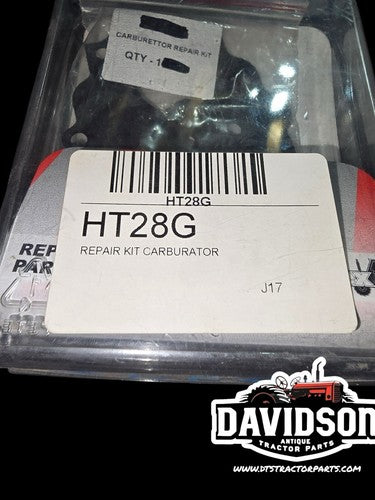 CARBURETTOR REPAIR KIT
QTY - 1
HT28G
HT28G
REPAIR KIT CARBURATOR
J17
REP
PAR
DAVIDSON
ANTIQUE
TRACTOR PARTS
WWW.DTSTRACTORPARTS.COM